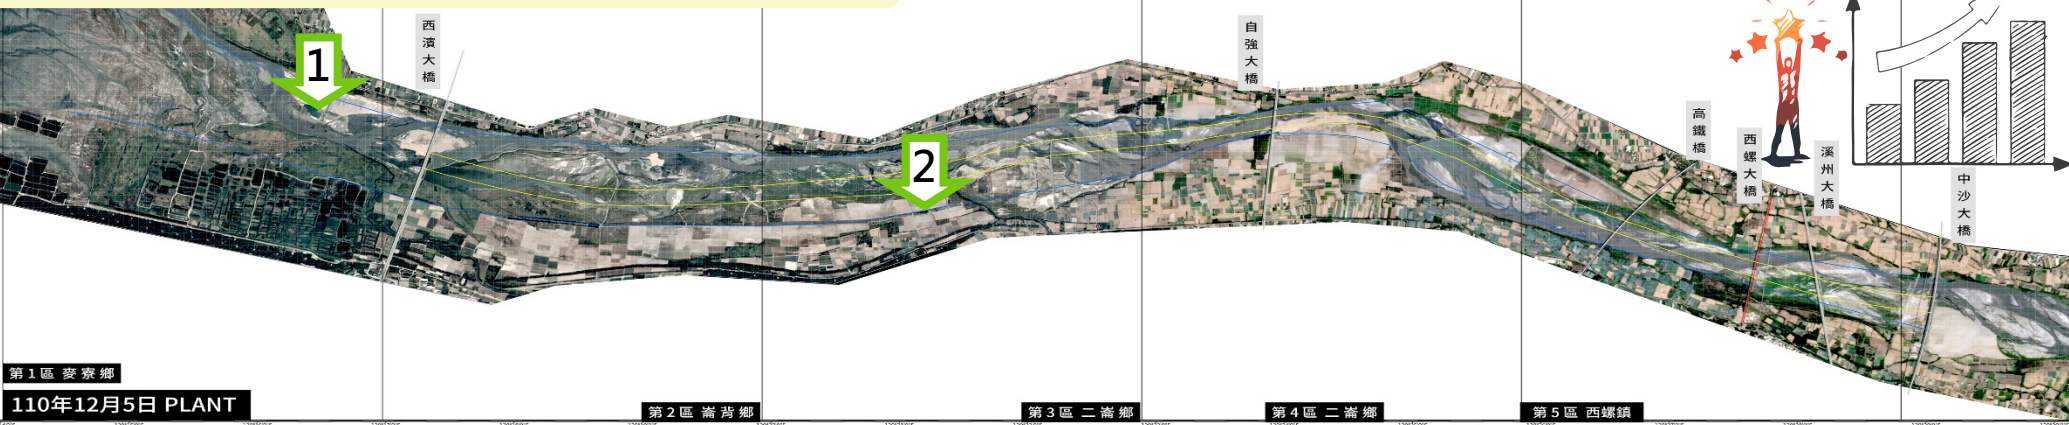 1
西濱大橋
2
自強大橋
高鐵橋
西螺大橋
溪州大橋
中沙大橋
第1區 麥寮鄉
110年12月5日 PLANT
第2區 崙背鄉
第3區 二崙鄉
第4區 二崙鄉
第5區 西螺鎮